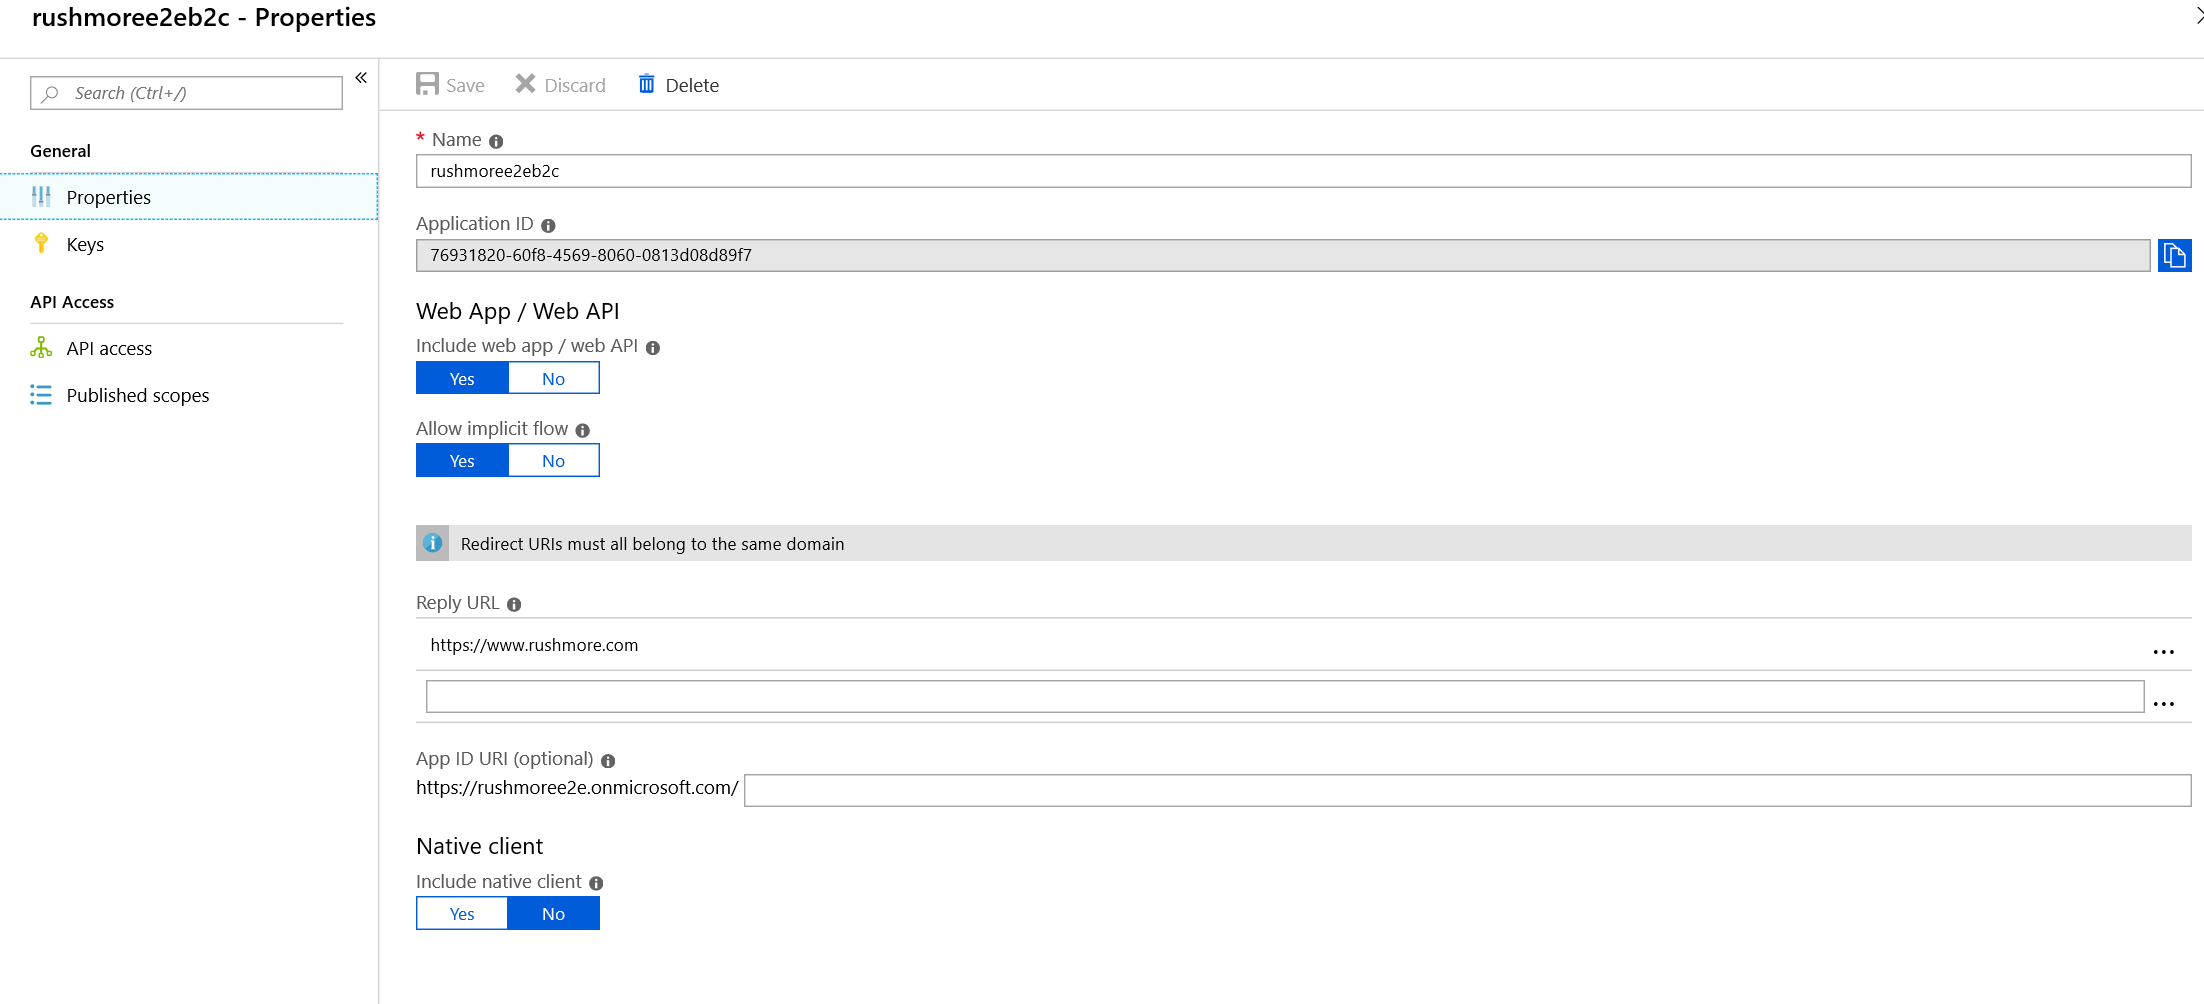 rushmoree2eb2c - Properties
Search (Ctrl+/)
«
General
Properties
Keys
API Access
API access
Published scopes
Save Discard Delete
* Name
rushmoree2eb2c
Application ID
76931820-60f8-4569-8060-0813d08d89f7
Web App / Web API
Include web app / web API
Yes No
Allow implicit flow
Yes No
Redirect URIs must all belong to the same domain
Reply URL
https://www.rushmore.com
...
...
App ID URI (optional)
https://rushmoree2e.onmicrosoft.com/
Native client
Include native client
Yes No